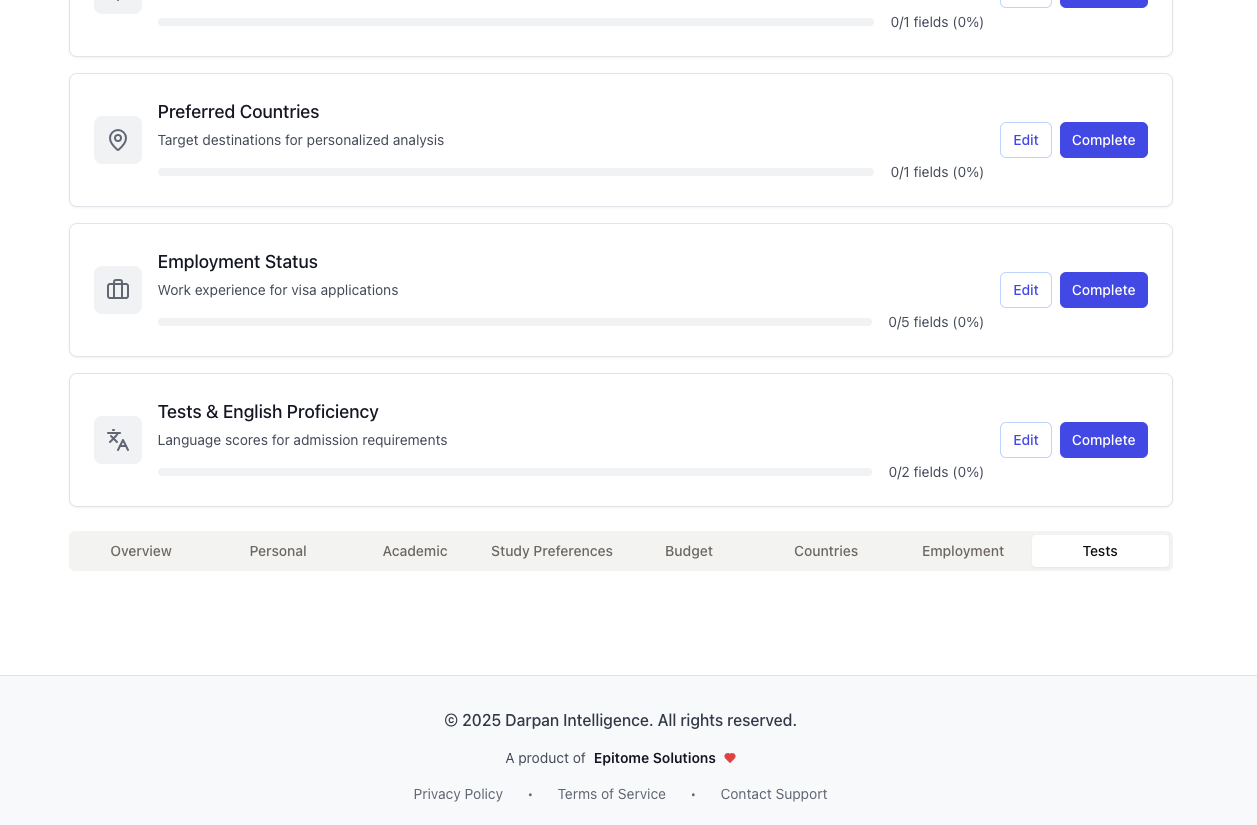 0/1 fields (0%)
Preferred Countries
Target destinations for personalized analysis
0/1 fields (0%)
Edit
Complete
Employment Status
Work experience for visa applications
0/5 fields (0%)
Edit
Complete
Tests & English Proficiency
Language scores for admission requirements
0/2 fields (0%)
Edit
Complete
Overview Personal Academic Study Preferences Budget Countries Employment Tests
© 2025 Darpan Intelligence. All rights reserved.
A product of Epitome Solutions
Privacy Policy • Terms of Service • Contact Support